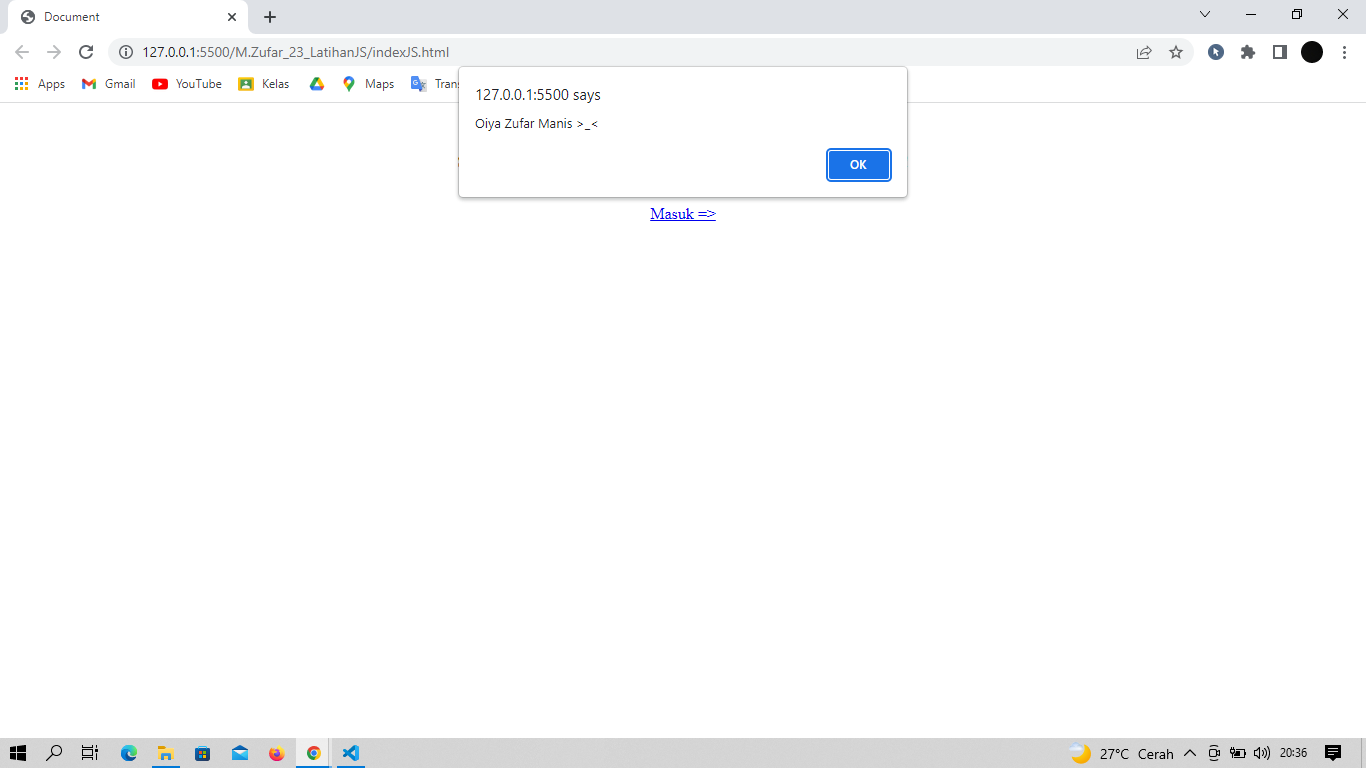 Document
127.0.0.1:5500/M.Zufar_23_LatihanJS/indexJS.html
Apps Gmail YouTube Kelas Maps
127.0.0.1:5500 says
Oiya Zufar Manis >_<
OK
Masuk =>
27°C Cerah 20:36